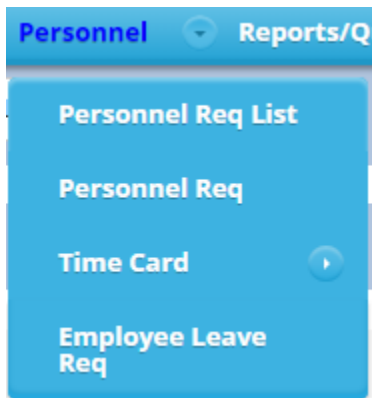 Personnel Reports/Q
Personnel Req List
Personnel Req
Time Card
Employee Leave
Req